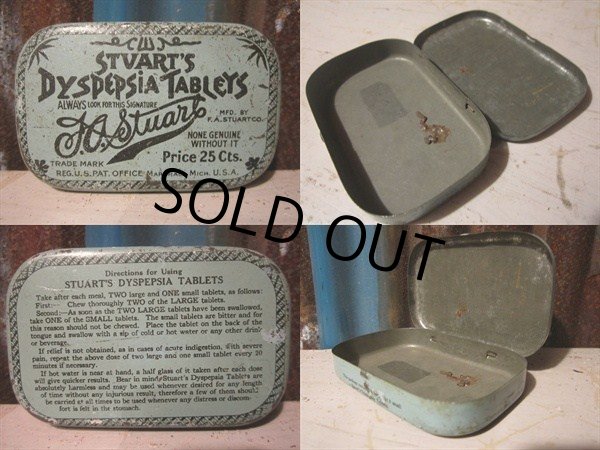 STUART'S
DYSPEPSIA TABLETS
ALWAYS LOOK FOR THIS SIGNATURE
F.A. Stuart
MFD. BY
F. A. STUART CO.
NONE GENUINE
WITHOUT IT
TRADE MARK
Price 25 Cts.
REG. U.S. PAT. OFFICE MARSHALL, MICH. U.S.A.
SOLD OUT
Directions for Using
STUART'S DYSPEPSIA TABLETS
Take after each meal, TWO large and ONE small tablets, as follows:
First:— Chew thoroughly TWO of the LARGE tablets.
Second:—As soon as the TWO LARGE tablets have been swallowed,
take ONE of the SMALL tablets. The small tablets are bitter and for
this reason should not be chewed. Place the tablet on the back of the
tongue and swallow with a sip of cold or hot water or any other drink
or beverage.
If relief is not obtained, as in cases of acute indigestion, with severe
pain, repeat the above dose of two large and one small tablet every 20
minutes if necessary.
If hot water is near at hand, a half glass of it taken after each dose
will give quicker results. Bear in mind, Stuart's Dyspepsia Tablets are
absolutely harmless and may be used whenever desired for any length
of time without any injurious result, therefore a few of them should
be carried at all times to be used whenever any distress or discom-
fort is felt in the stomach.